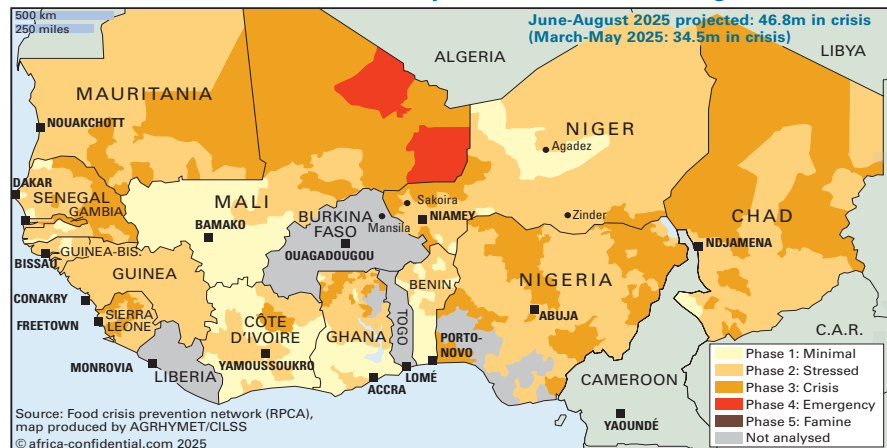 500 km
250 miles
June-August 2025 projected: 46.8m in crisis
(March-May 2025: 34.5m in crisis)
ALGERIA
LIBYA
MAURITANIA
NOUAKCHOTT
NIGER
Agadez
DAKAR
SENEGAL
GAMBIA
MALI
BAMAKO
BURKINA
FASO
Mansila
OUAGADOUGOU
Sakoira
NIAMEY
Zinder
CHAD
NDJAMENA
GUINEA-BIS.
BISSAU
GUINEA
CONAKRY
SIERRA
LEONE
FREETOWN
MONROVIA
LIBERIA
CÔTE
D'IVOIRE
YAMOUSSOUKRO
GHANA
ACCRA
TOGO
LOMÉ
BENIN
PORTO-
NOVO
NIGERIA
ABUJA
CAMEROON
YAOUNDÉ
C.A.R.
Phase 1: Minimal
Phase 2: Stressed
Phase 3: Crisis
Phase 4: Emergency
Phase 5: Famine
Not analysed
Source: Food crisis prevention network (RPCA),
map produced by AGRHYMET/CILSS
© africa-confidential.com 2025